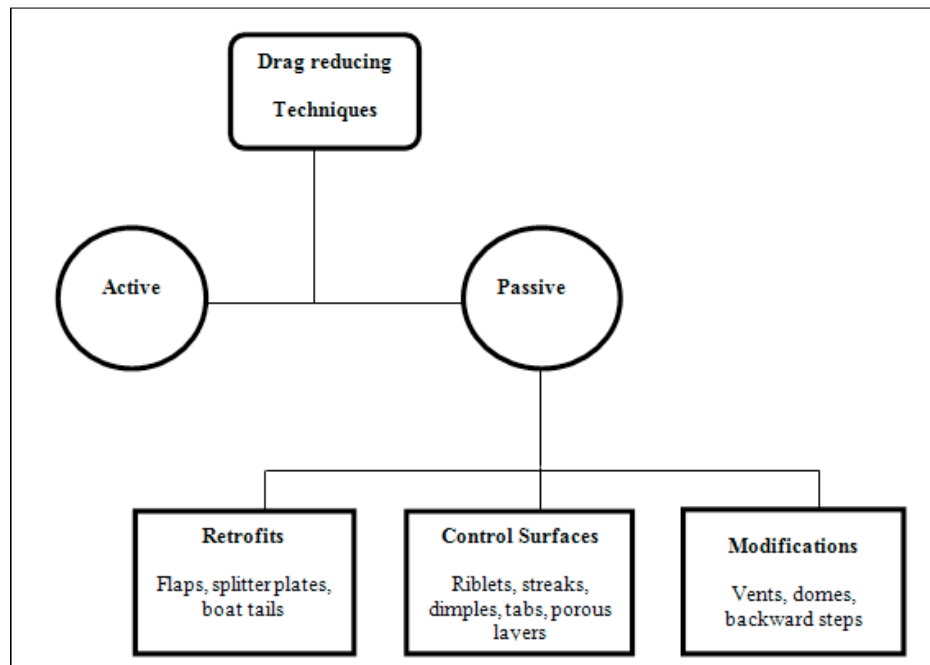 Drag reducing
Techniques
Active
Passive
Retrofits
Flaps, splitter plates,
boat tails
Control Surfaces
Riblets, streaks,
dimples, tabs, porous
layers
Modifications
Vents, domes,
backward steps